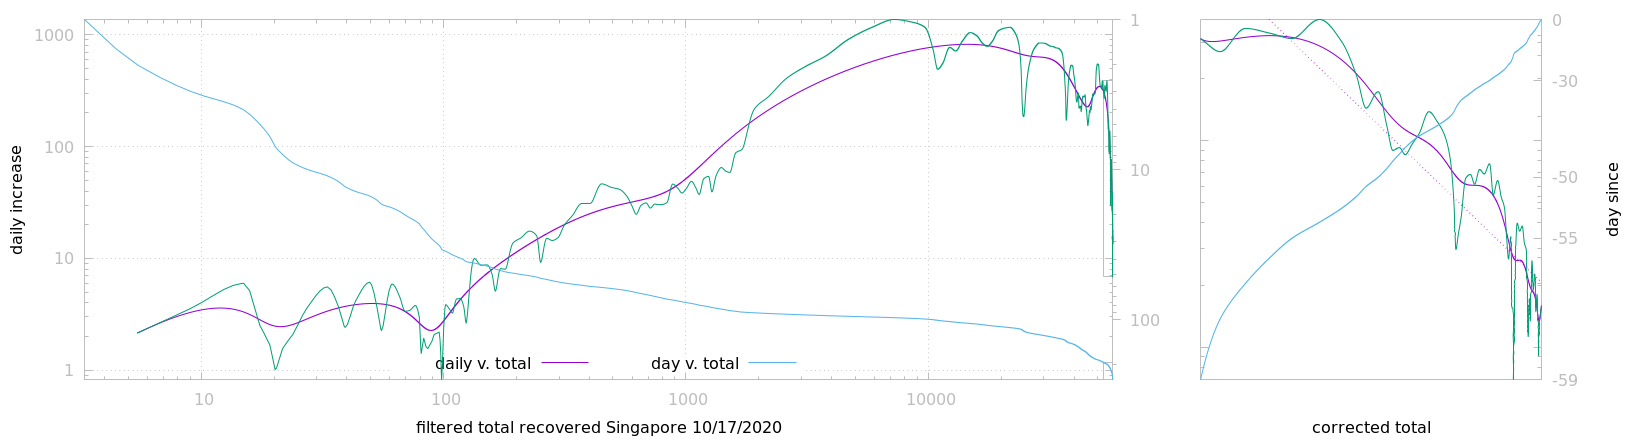 1000
100
10
1
daily increase
10
100
1000
10000
1
10
100
daily v. total
day v. total
filtered total recovered Singapore 10/17/2020
0
-30
-50
-55
-59
day since
corrected total